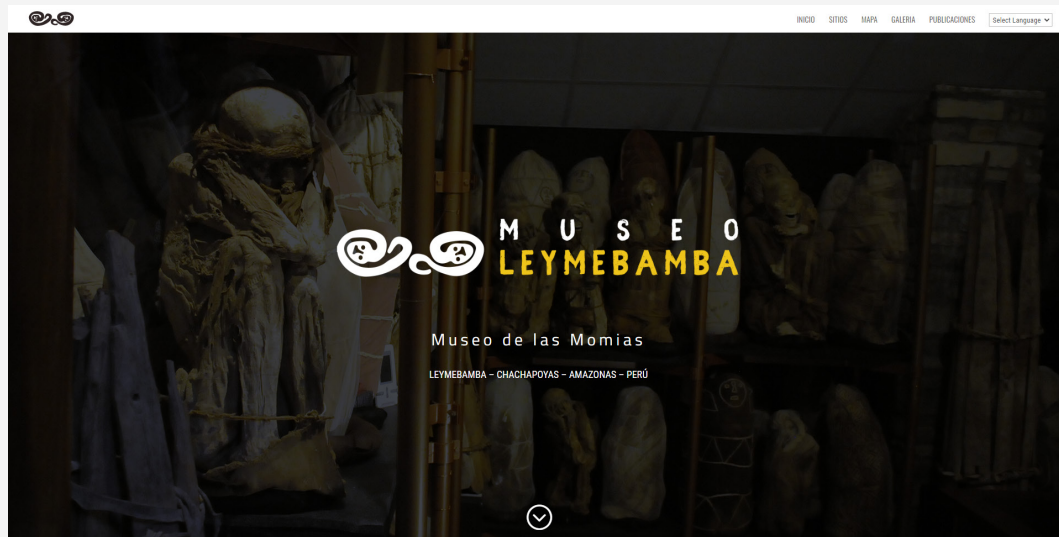 INICIO SITIOS MAPA GALERIA PUBLICACIONES Select Language
MUSEO
LEYMEBAMBA
Museo de las Momias
LEYMEBAMBA – CHACHAPOYAS – AMAZONAS – PERÚ